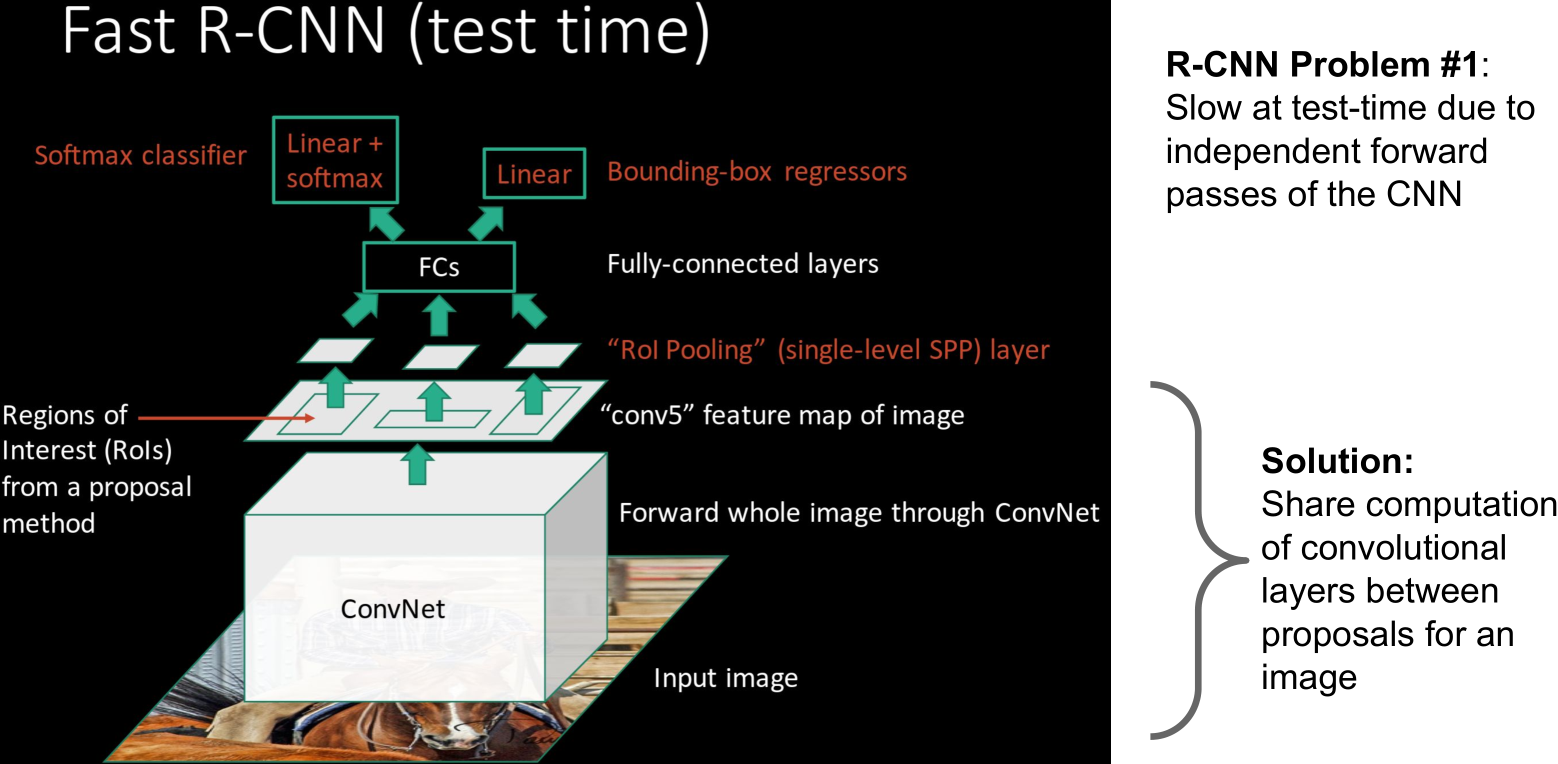 Fast R-CNN (test time)
Softmax classifier
Linear +
softmax
Linear
Bounding-box regressors
FCs
Fully-connected layers
“RoI Pooling” (single-level SPP) layer
Regions of
Interest (RoIs)
from a proposal
method
“conv5” feature map of image
Forward whole image through ConvNet
ConvNet
Input image
R-CNN Problem #1:
Slow at test-time due to
independent forward
passes of the CNN
Solution:
Share computation
of convolutional
layers between
proposals for an
image